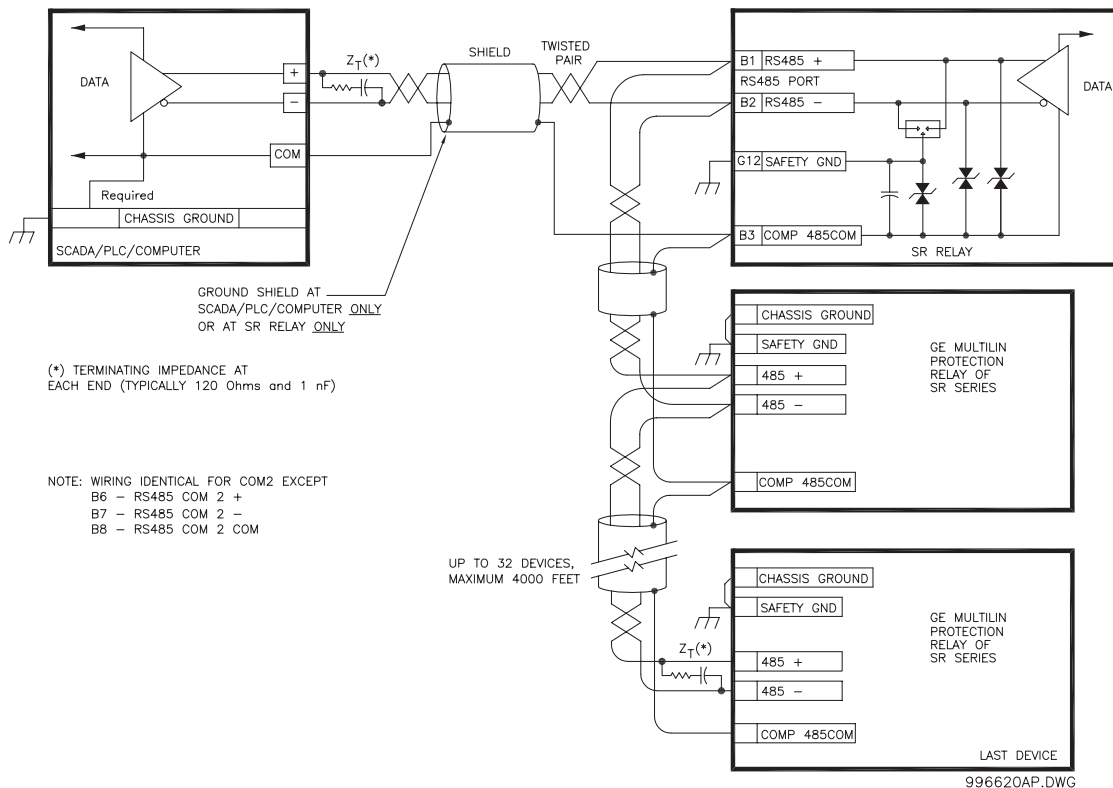 DATA
Z_T(*)
SHIELD
TWISTED
PAIR
+
−
COM
Required
CHASSIS GROUND
SCADA/PLC/COMPUTER
GROUND SHIELD AT
SCADA/PLC/COMPUTER ONLY
OR AT SR RELAY ONLY
(*) TERMINATING IMPEDANCE AT
EACH END (TYPICALLY 120 Ohms and 1 nF)
NOTE: WIRING IDENTICAL FOR COM2 EXCEPT
B6 − RS485 COM 2 +
B7 − RS485 COM 2 −
B8 − RS485 COM 2 COM
B1 RS485 +
RS485 PORT
B2 RS485 −
DATA
G12 SAFETY GND
B3 COMP 485COM
SR RELAY
CHASSIS GROUND
SAFETY GND
485 +
485 −
COMP 485COM
GE MULTILIN
PROTECTION
RELAY OF
SR SERIES
UP TO 32 DEVICES,
MAXIMUM 4000 FEET
Z_T(*)
CHASSIS GROUND
SAFETY GND
485 +
485 −
COMP 485COM
GE MULTILIN
PROTECTION
RELAY OF
SR SERIES
LAST DEVICE
996620AP.DWG